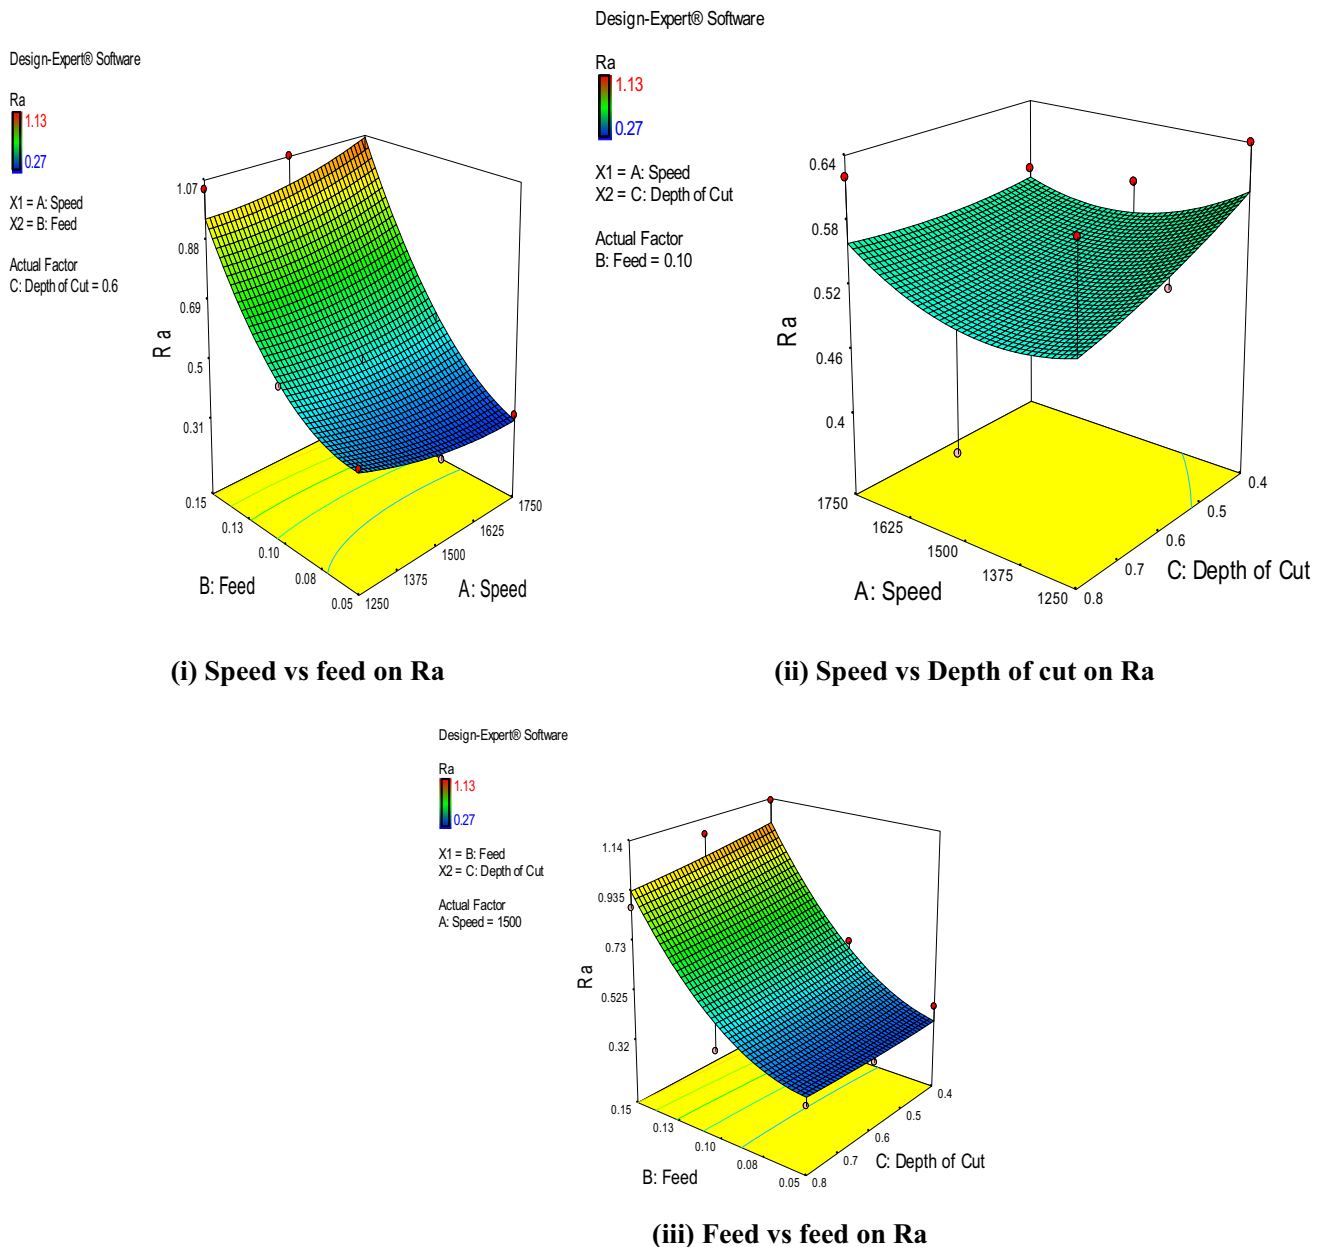 Design-Expert® Software
Ra
1.13
0.27
X1 = A: Speed
X2 = B: Feed
Actual Factor
C: Depth of Cut = 0.6
1.07
0.88
0.69
0.5
0.31
Ra
0.15
0.13
0.10
0.08
0.05
B: Feed
1250
1375
1500
1625
1750
A: Speed
(i) Speed vs feed on Ra
Design-Expert® Software
Ra
1.13
0.27
X1 = A: Speed
X2 = C: Depth of Cut
Actual Factor
B: Feed = 0.10
0.64
0.58
0.52
0.46
0.4
Ra
1750
1625
1500
1375
1250
A: Speed
0.8
0.7
0.6
0.5
0.4
C: Depth of Cut
(ii) Speed vs Depth of cut on Ra
Design-Expert® Software
Ra
1.13
0.27
X1 = B: Feed
X2 = C: Depth of Cut
Actual Factor
A: Speed = 1500
1.14
0.935
0.73
0.525
0.32
Ra
0.15
0.13
0.10
0.08
0.05
B: Feed
0.8
0.7
0.6
0.5
0.4
C: Depth of Cut
(iii) Feed vs feed on Ra